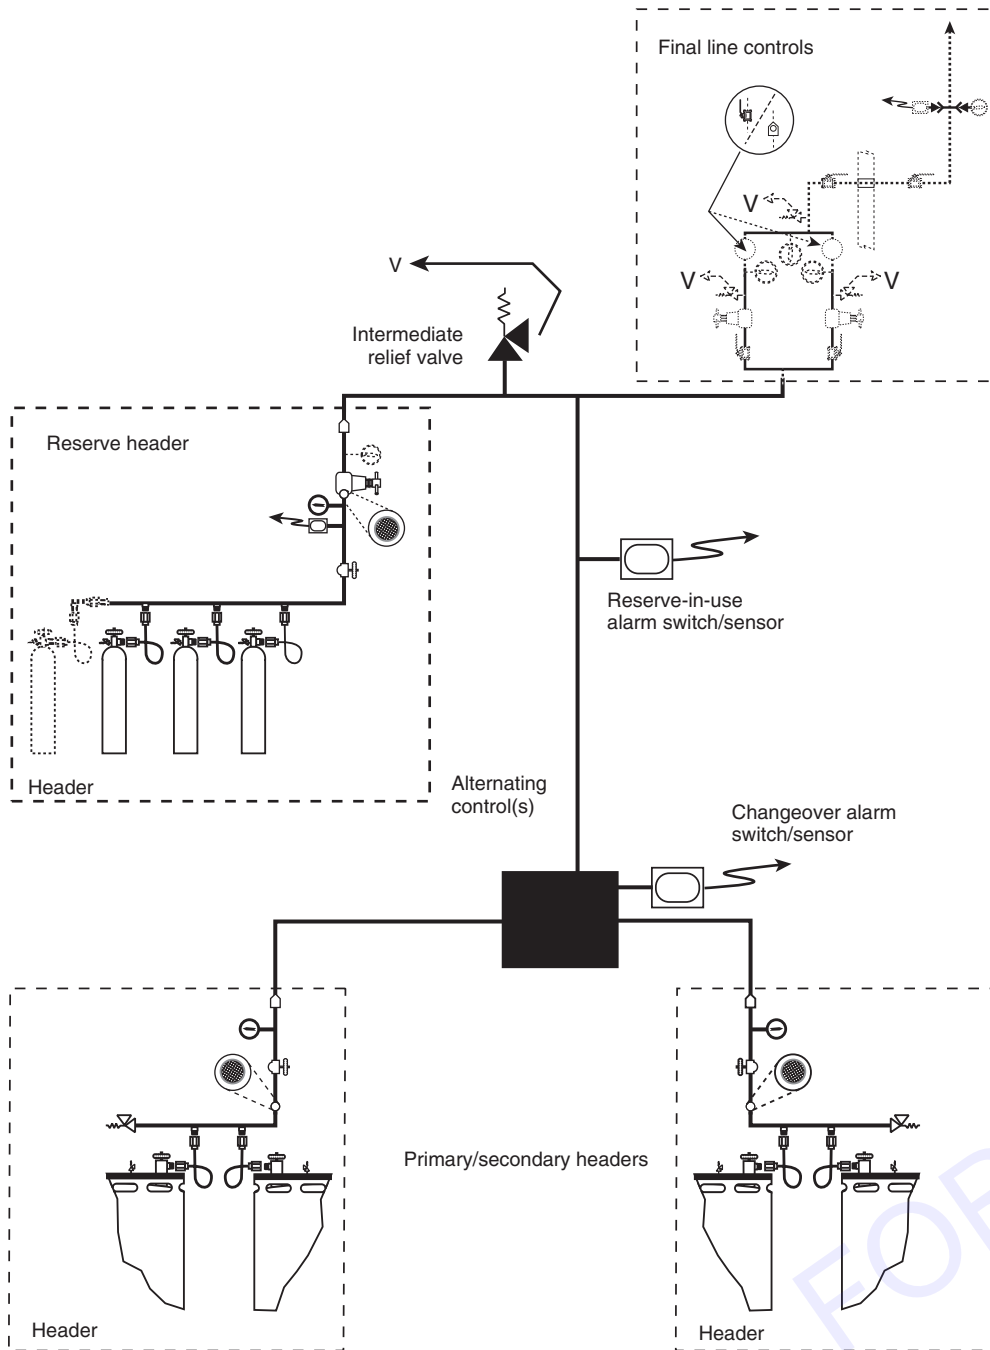 Final line controls
V
V
V
V
Intermediate
relief valve
Reserve header
Reserve-in-use
alarm switch/sensor
Header
Alternating
control(s)
Changeover alarm
switch/sensor
Primary/secondary headers
Header
Header
FOR